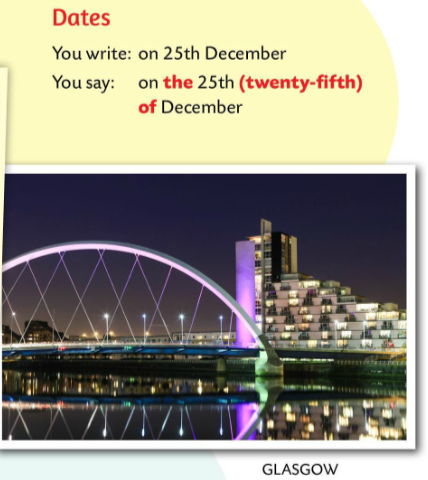 Dates
You write: on 25th December
You say: on the 25th (twenty-fifth)
of December
GLASGOW